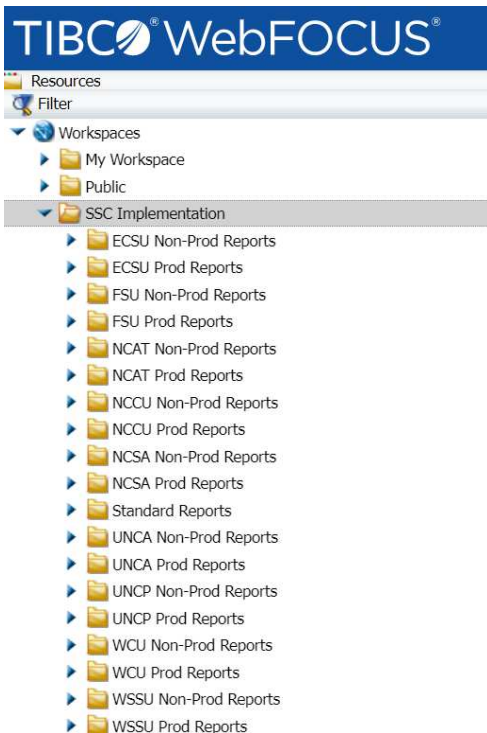 TIBCO® WebFOCUS®
Resources
Filter
Workspaces
My Workspace
Public
SSC Implementation
ECSU Non-Prod Reports
ECSU Prod Reports
FSU Non-Prod Reports
FSU Prod Reports
NCAT Non-Prod Reports
NCAT Prod Reports
NCCU Non-Prod Reports
NCCU Prod Reports
NCSA Non-Prod Reports
NCSA Prod Reports
Standard Reports
UNCA Non-Prod Reports
UNCA Prod Reports
UNCP Non-Prod Reports
UNCP Prod Reports
WCU Non-Prod Reports
WCU Prod Reports
WSSU Non-Prod Reports
WSSU Prod Reports